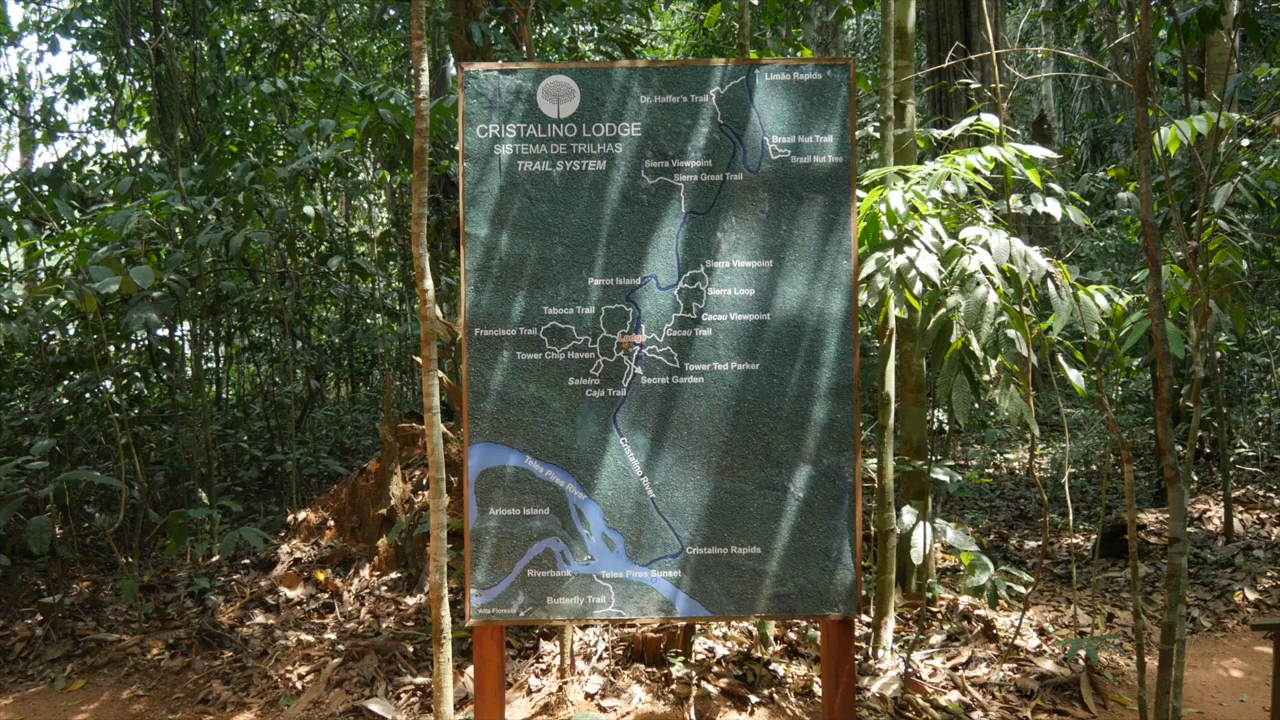 CRISTALINO LODGE
SISTEMA DE TRILHAS
TRAIL SYSTEM
Limão Rapids
Dr. Haffer's Trail
Brazil Nut Trail
Brazil Nut Tree
Sierra Viewpoint
Sierra Great Trail
Sierra Viewpoint
Parrot Island
Sierra Loop
Taboca Trail
Cacau Viewpoint
Francisco Trail
Cacau Trail
Lodge
Tower Chip Haven
Tower Ted Parker
Saleiro
Secret Garden
Cajá Trail
Cristalino River
Teles Pires River
Ariosto Island
Cristalino Rapids
Riverbank
Teles Pires Sunset
Butterfly Trail
Alta Floresta